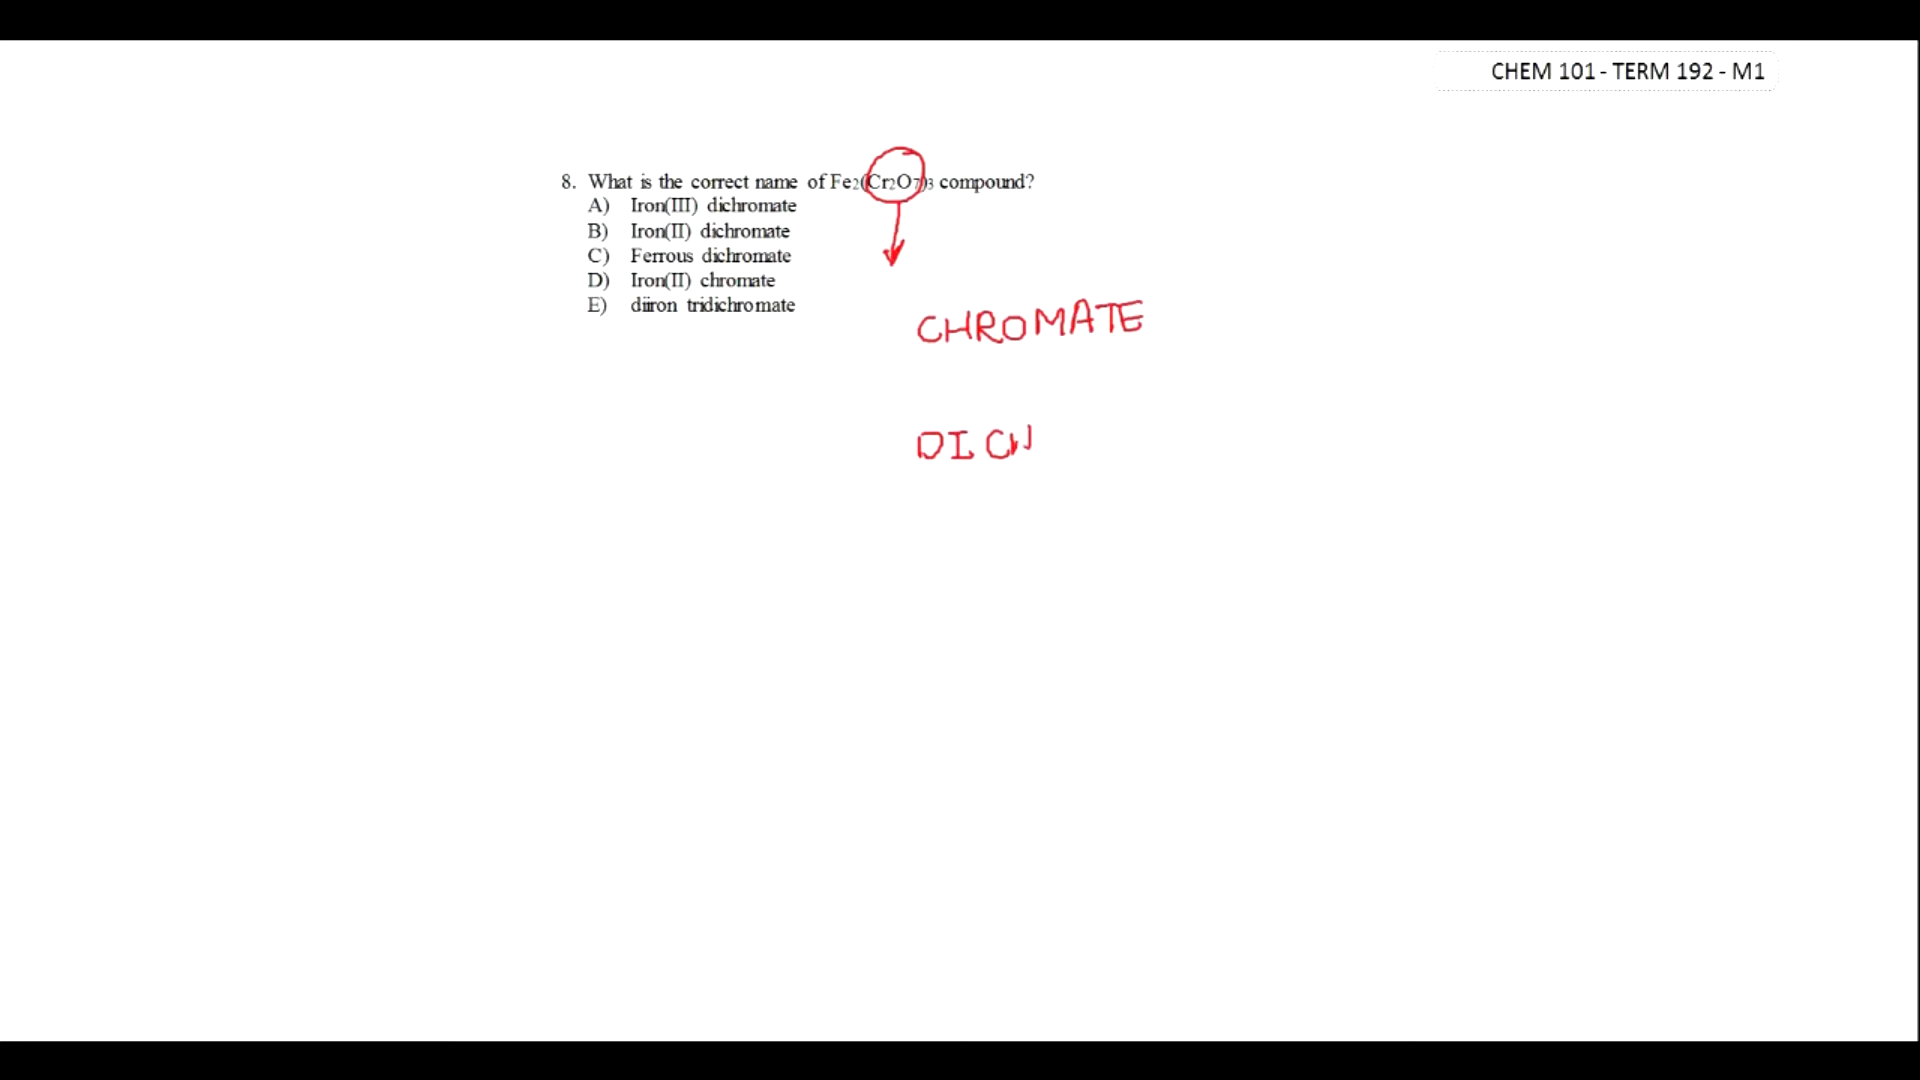 CHEM 101 - TERM 192 - M1
8. What is the correct name of Fe2(Cr2O7)3 compound?
A) Iron(III) dichromate
B) Iron(II) dichromate
C) Ferrous dichromate
D) Iron(II) chromate
E) diiron tridichromate
CHROMATE
DICH